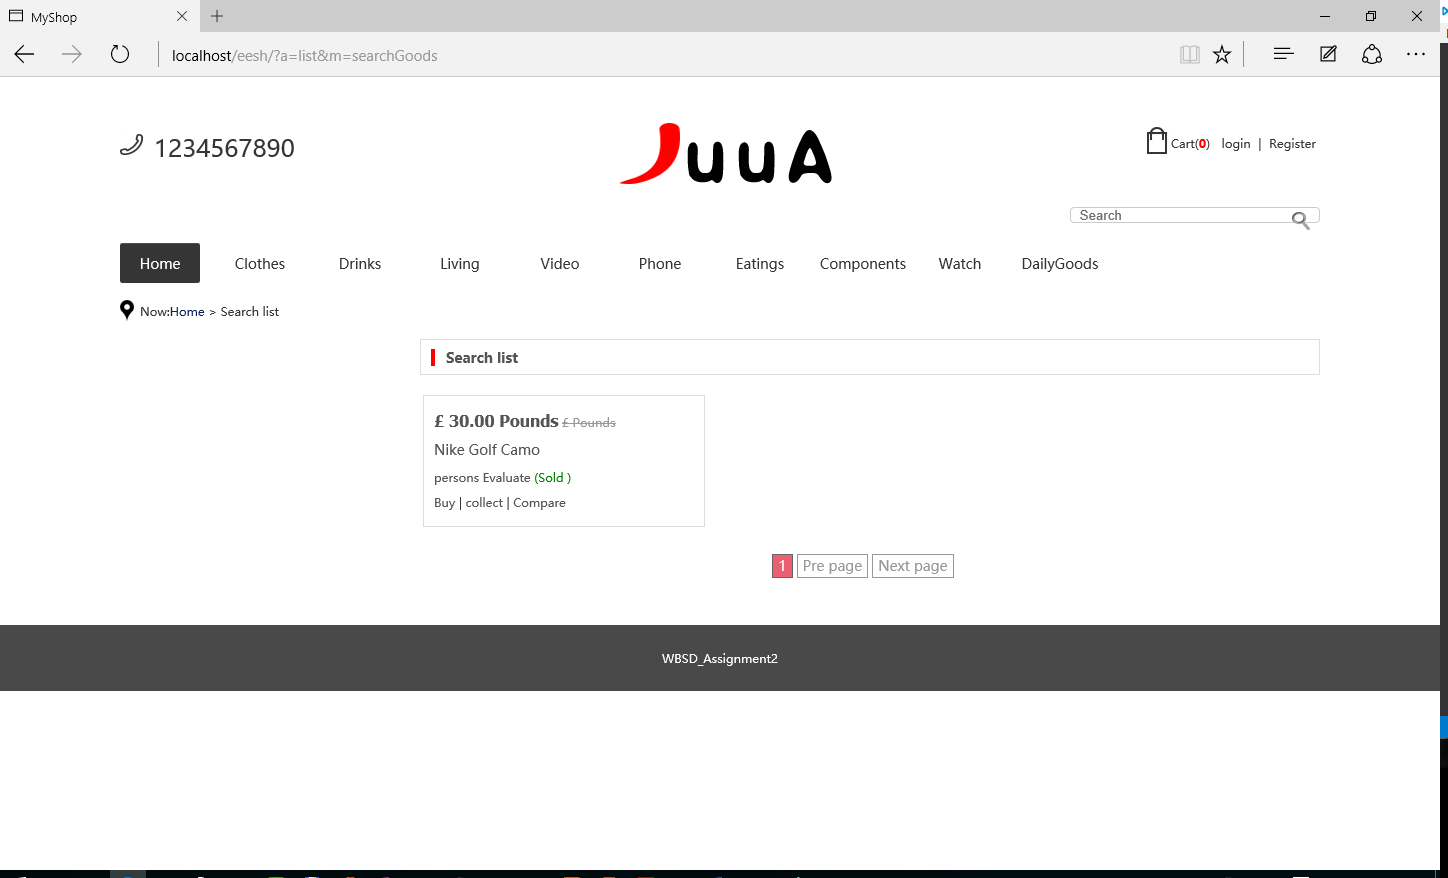 MyShop
localhost/eesh/?a=list&m=searchGoods
1234567890
JuuA
Cart(0) login | Register
Search
Home Clothes Drinks Living Video Phone Eatings Components Watch DailyGoods
Now:Home > Search list
Search list
£ 30.00 Pounds £ Pounds
Nike Golf Camo
persons Evaluate (Sold )
Buy | collect | Compare
1 Pre page Next page
WBSD_Assignment2